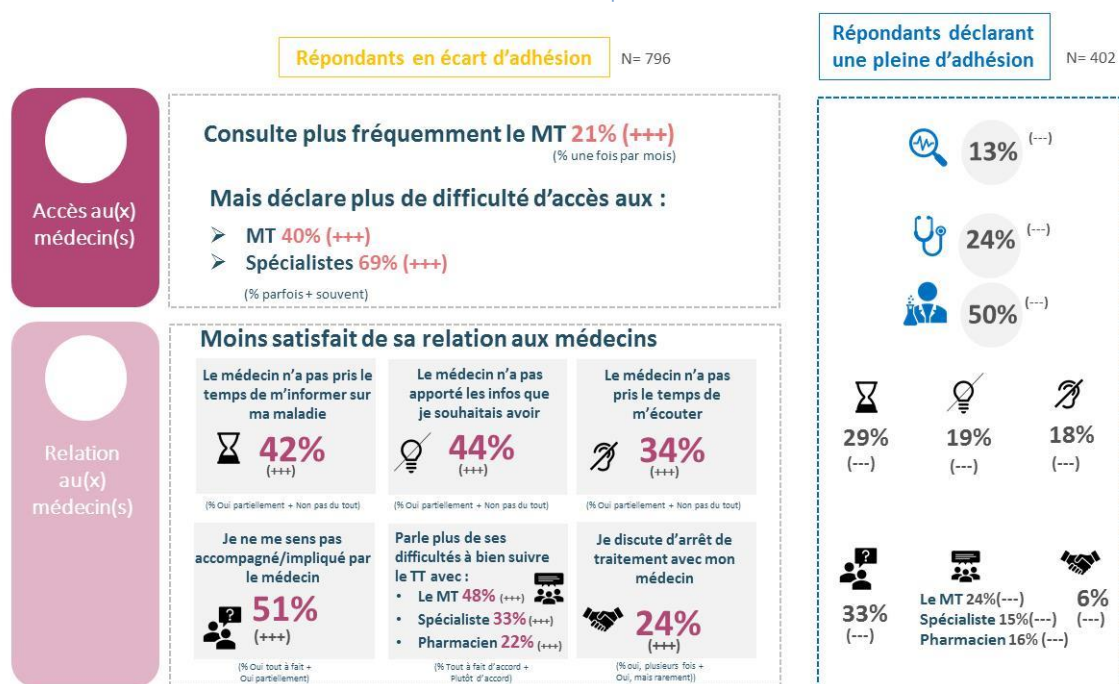 Répondants en écart d'adhésion
N= 796
Répondants déclarant
une pleine d'adhésion
N= 402
Accès au(x)
médecin(s)
Consulte plus fréquemment le MT 21% (+++)
(% une fois par mois)
Mais déclare plus de difficulté d'accès aux :
MT 40% (+++)
Spécialistes 69% (+++)
(% parfois + souvent)
13% (---)
24% (---)
50% (---)
Relation
au(x)
médecin(s)
Moins satisfait de sa relation aux médecins
Le médecin n'a pas pris le
temps de m'informer sur
ma maladie
42%
(+++)
(% Oui partiellement + Non pas du tout)
Le médecin n'a pas
apporté les infos que
je souhaitais avoir
44%
(+++)
(% Oui partiellement + Non pas du tout)
Le médecin n'a pas
pris le temps de
m'écouter
34%
(+++)
(% Oui partiellement + Non pas du tout)
29%
(---)
19%
(---)
18%
(---)
Je ne me sens pas
accompagné/impliqué par
le médecin
51%
(+++)
(% Oui tout à fait +
Oui partiellement)
Parle plus de ses
difficultés à bien suivre
le TT avec :
• Le MT 48% (+++)
• Spécialiste 33% (+++)
• Pharmacien 22% (+++)
(% Tout à fait d'accord +
Plutôt d'accord)
Je discute d'arrêt de
traitement avec mon
médecin
24%
(+++)
(% oui, plusieurs fois +
Oui, mais rarement))
33%
(---)
Le MT 24%(---)
Spécialiste 15%(---)
Pharmacien 16% (---)
6%
(---)